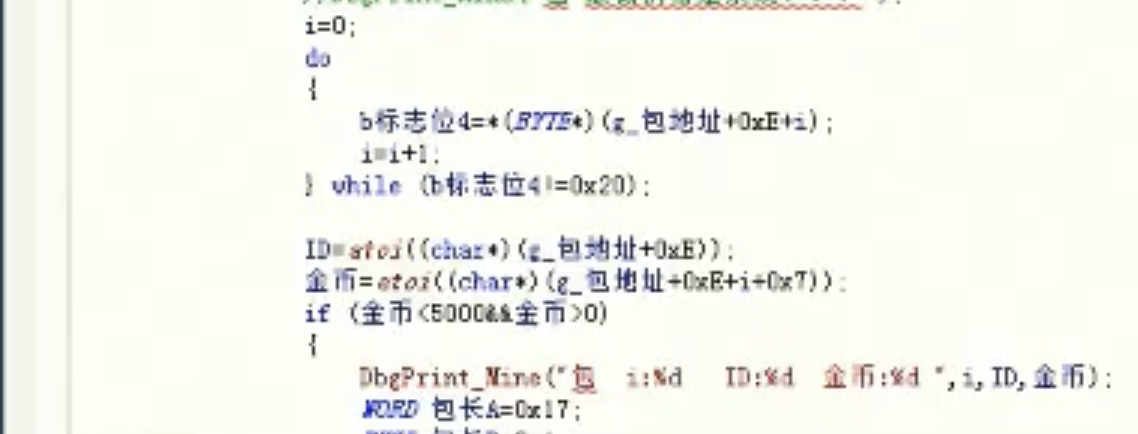 i=0;
do
{
b标志位4=*(BYTE*)(g_包地址+0xE+i);
i=i+1;
} while (b标志位4!=0x20);
ID=atoi((char*)(g_包地址+0xE));
金币=atoi((char*)(g_包地址+0xE+i+0x7));
if (金币<5000&&金币>0)
{
DbgPrint_Mine("包 i:%d ID:%d 金币:%d ",i,ID,金币);
WORD 包长A=0x17;